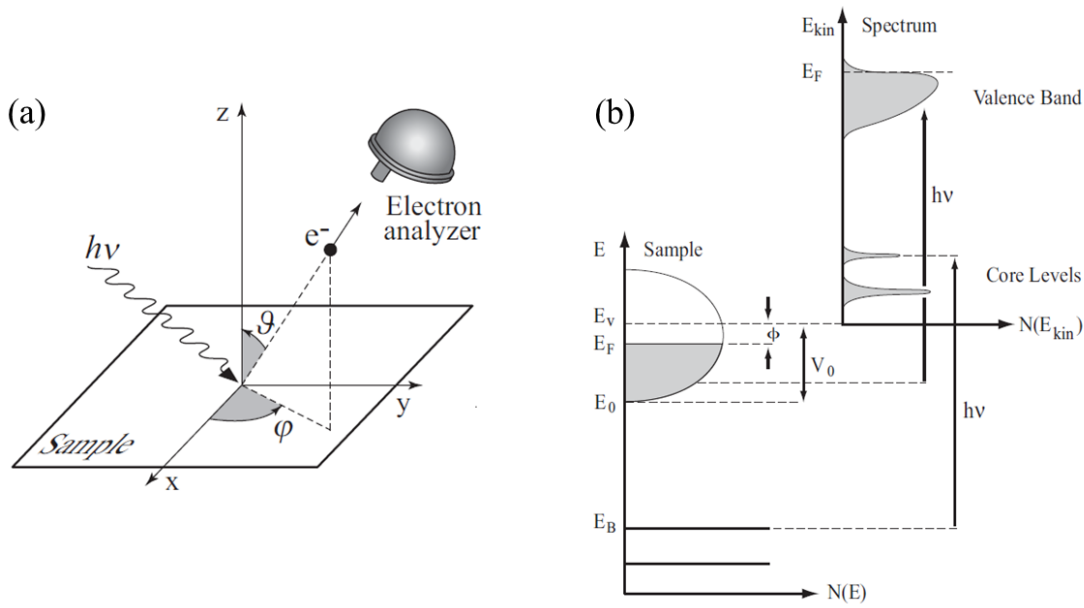 (a)
z
Electron
analyzer
e-
hν
ϑ
y
φ
Sample
x
(b)
Ekin
Spectrum
EF
Valence Band
hν
Core Levels
N(Ekin)
E
Sample
Ev
EF
ϕ
V0
E0
hν
EB
N(E)